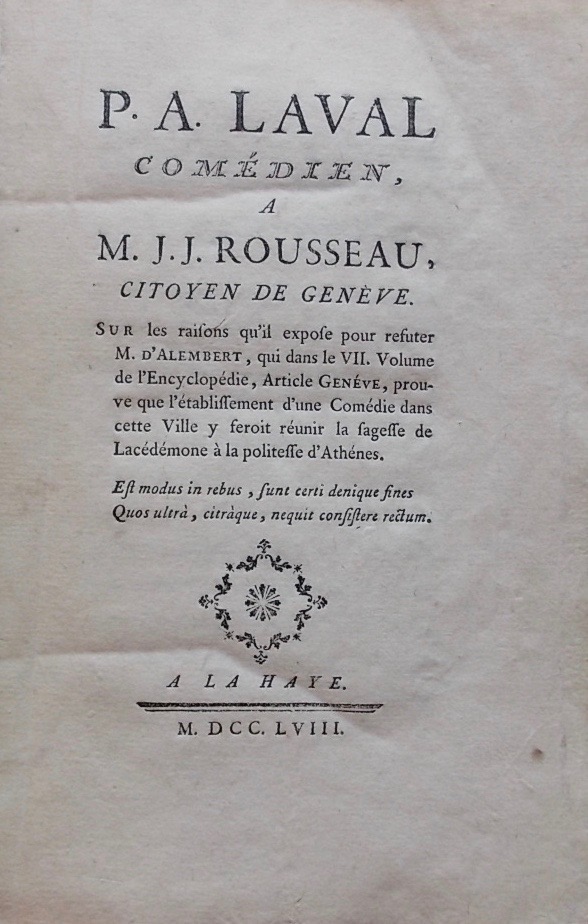 P. A. LAVAL
COMÉDIEN,
A
M. J. J. ROUSSEAU,
CITOYEN DE GENÈVE.
SUR les raiſons qu'il expoſe pour refuter
M. D'ALEMBERT, qui dans le VII. Volume
de l'Encyclopédie, Article GENÉVE, prou-
ve que l'établiſſement d'une Comédie dans
cette Ville y feroit réunir la ſageſſe de
Lacédémone à la politeſſe d'Athénes.
Eſt modus in rebus, ſunt certi denique fines
Quos ultrà, citràque, nequit conſiſtere rectum.
A LA HAYE.
M. DCC. LVIII.